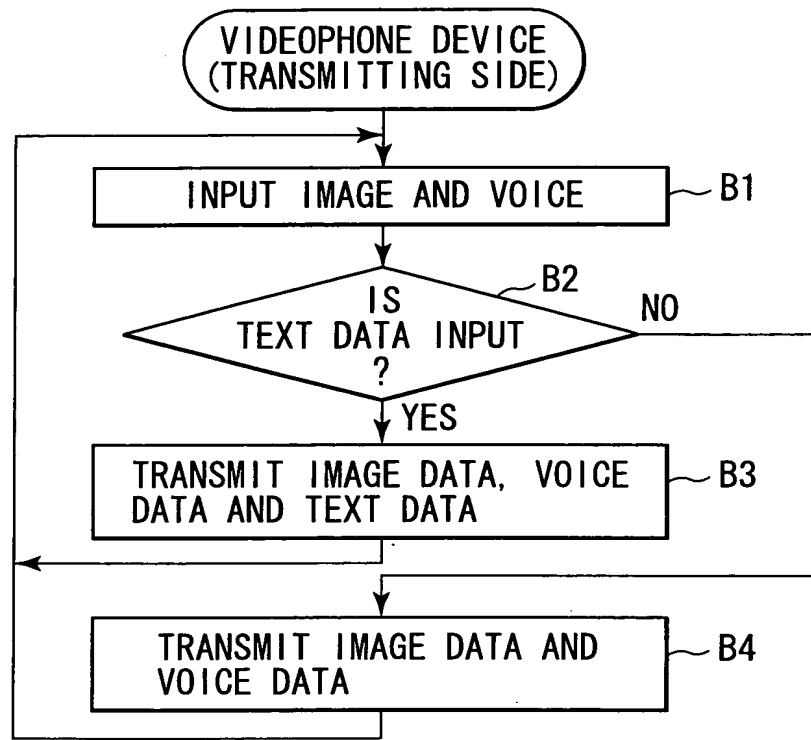 VIDEOPHONE DEVICE
(TRANSMITTING SIDE)
INPUT IMAGE AND VOICE
B1
B2
IS
TEXT DATA INPUT
?
NO
YES
TRANSMIT IMAGE DATA, VOICE
DATA AND TEXT DATA
B3
TRANSMIT IMAGE DATA AND
VOICE DATA
B4